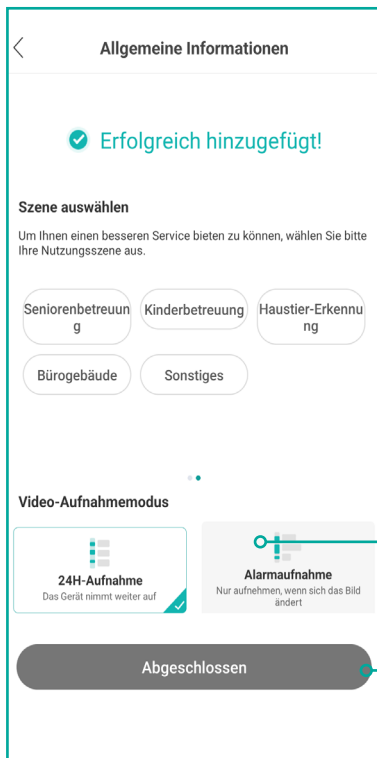 Allgemeine Informationen
Erfolgreich hinzugefügt!
Szene auswählen
Um Ihnen einen besseren Service bieten zu können, wählen Sie bitte
Ihre Nutzungsszene aus.
Seniorenbetreuun
g
Kinderbetreuung
Haustier-Erkennu
ng
Bürogebäude
Sonstiges
Video-Aufnahmemodus
24H-Aufnahme
Das Gerät nimmt weiter auf
Alarmaufnahme
Nur aufnehmen, wenn sich das Bild
ändert
Abgeschlossen